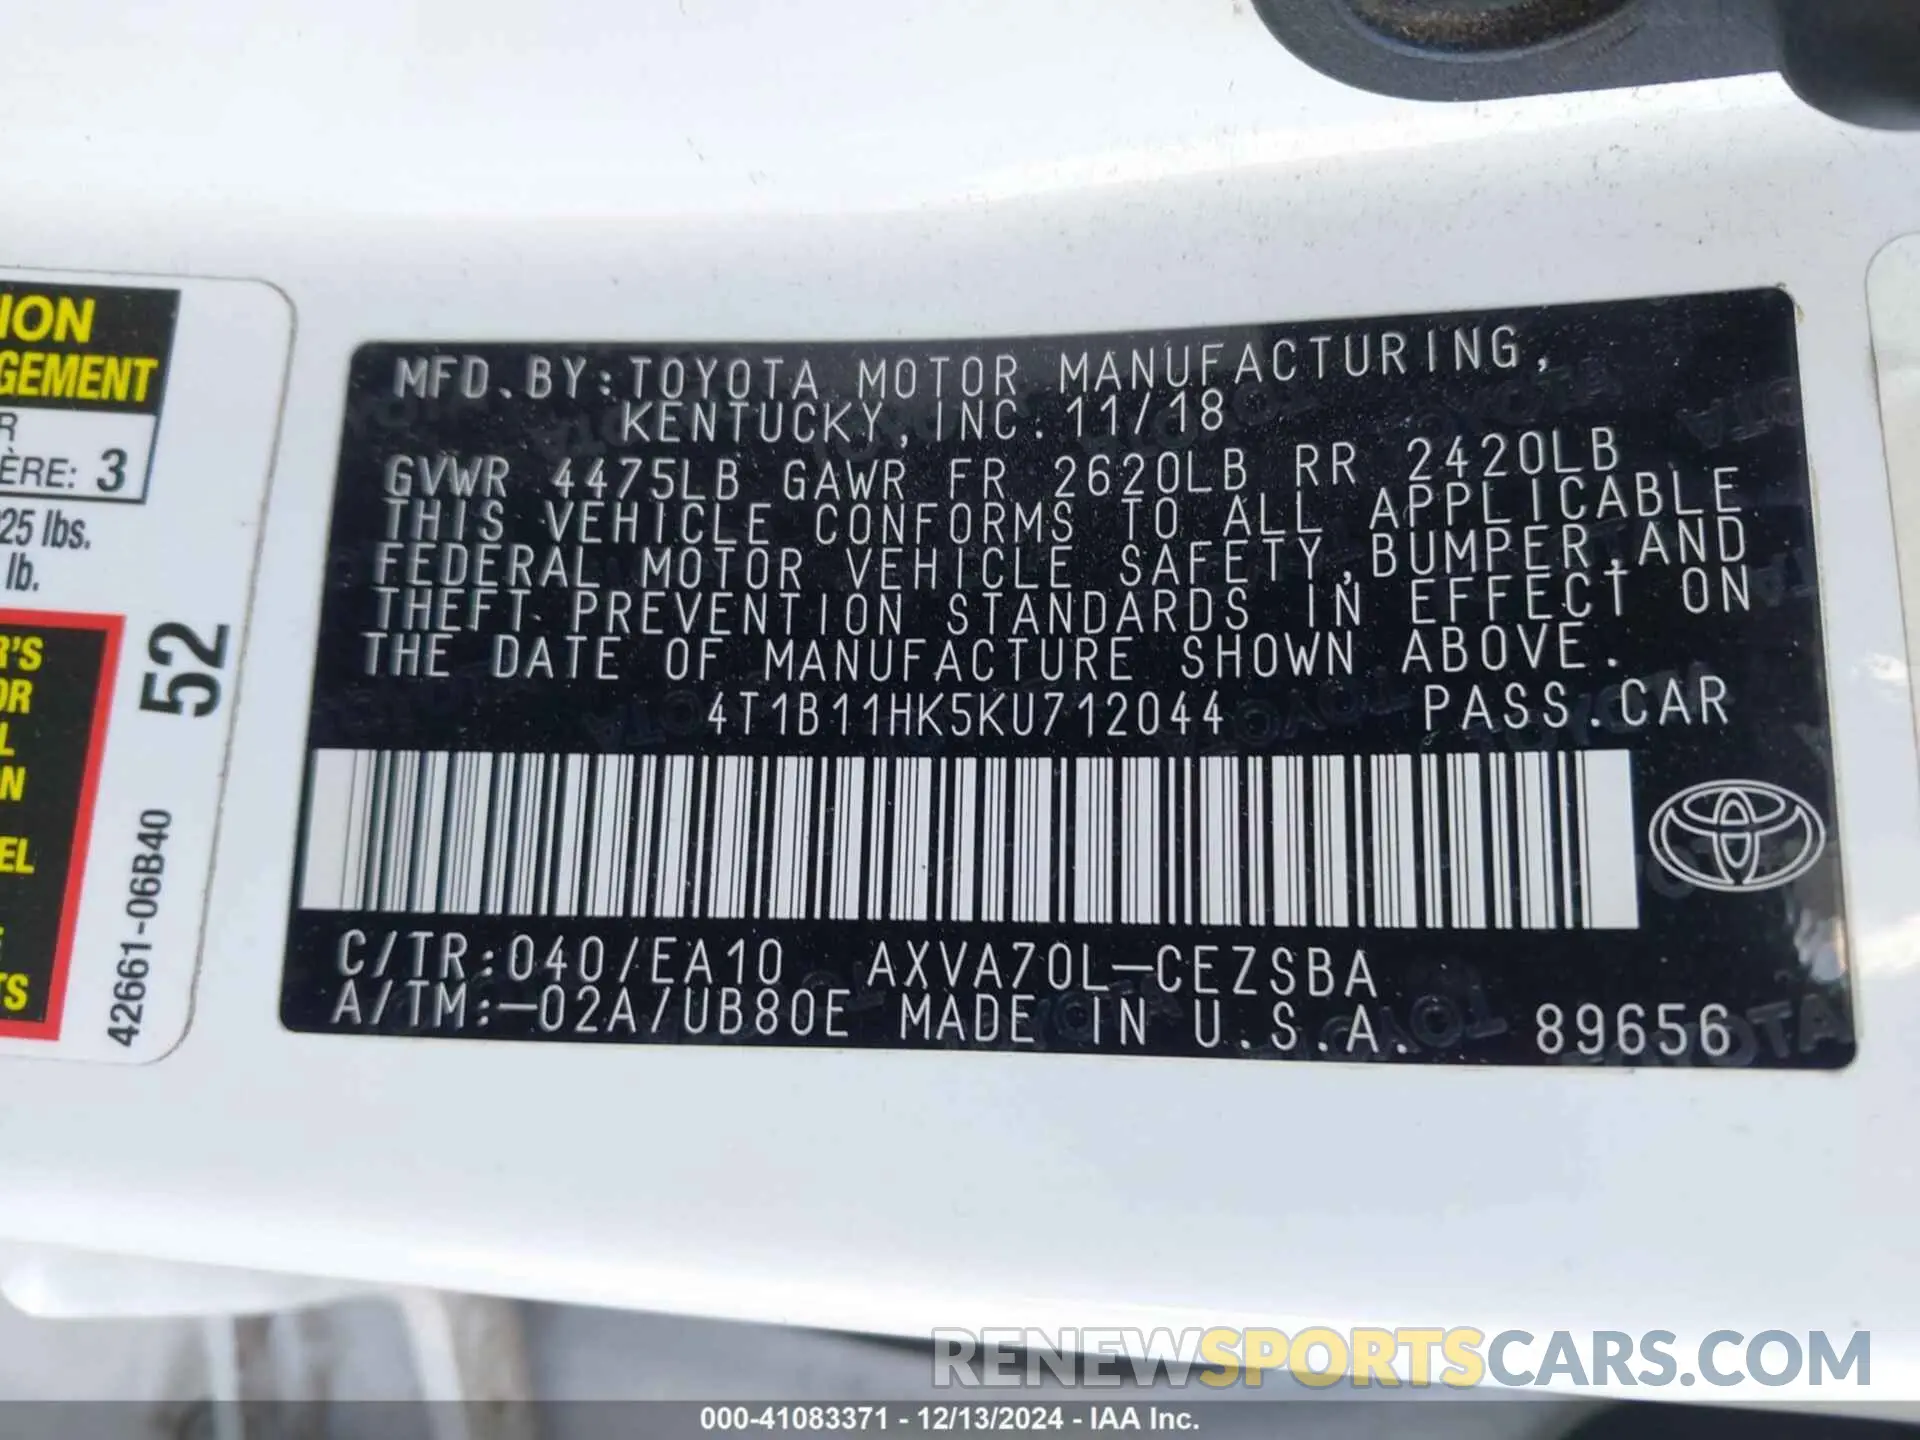 ION
GEMENT
R
ÈRE: 3
25 lbs.
lb.
R'S
OR
L
N
EL
E
TS
52
42661-06B40
MFD.BY:TOYOTA MOTOR MANUFACTURING,
KENTUCKY,INC. 11/18
GVWR 4475LB GAWR FR 2620LB RR 2420LB
THIS VEHICLE CONFORMS TO ALL APPLICABLE
FEDERAL MOTOR VEHICLE SAFETY,BUMPER,AND
THEFT PREVENTION STANDARDS IN EFFECT ON
THE DATE OF MANUFACTURE SHOWN ABOVE.
4T1B11HK5KU712044 PASS.CAR
C/TR:040/EA10 AXVA70L-CEZSBA
A/TM:-02A/UB80E MADE IN U.S.A. 89656
RENEWSPORTSCARS.COM
000-41083371 - 12/13/2024 - IAA Inc.